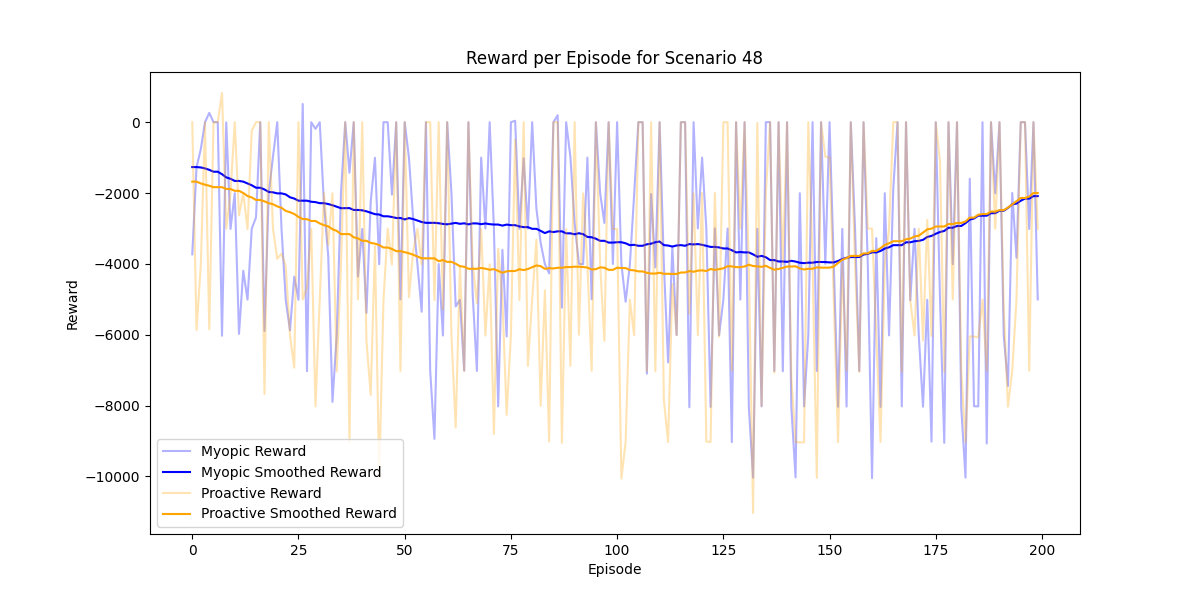 Reward per Episode for Scenario 48
Reward
0
−2000
−4000
−6000
−8000
−10000
Myopic Reward
Myopic Smoothed Reward
Proactive Reward
Proactive Smoothed Reward
0 25 50 75 100 125 150 175 200
Episode